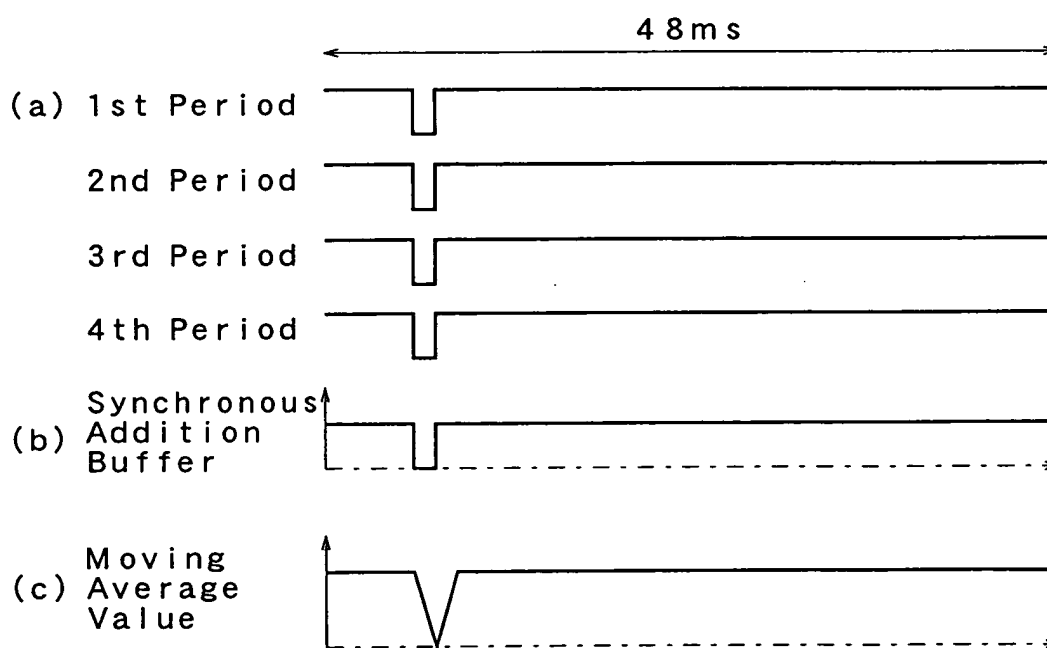 48ms
(a) 1st Period
2nd Period
3rd Period
4th Period
Synchronous
(b) Addition
Buffer
Moving
(c) Average
Value